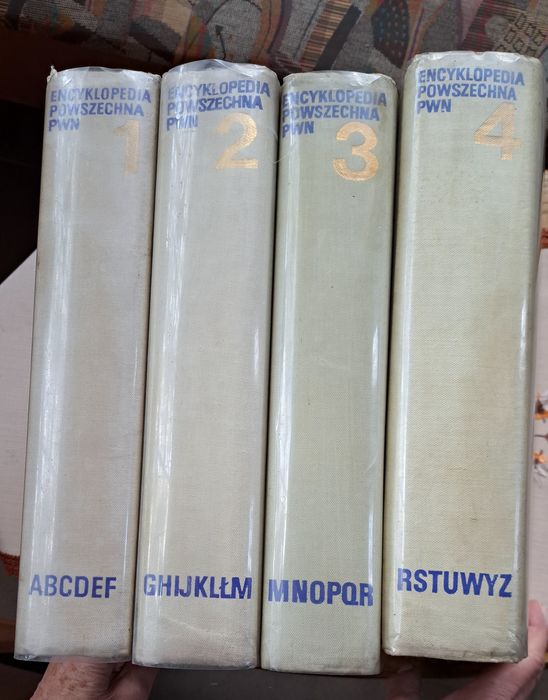 ENCYKLOPEDIA
POWSZECHNA
PWN
1
ABCDEF
ENCYKLOPEDIA
POWSZECHNA
PWN
2
GHIJKLŁM
ENCYKLOPEDIA
POWSZECHNA
PWN
3
MNOPQR
ENCYKLOPEDIA
POWSZECHNA
PWN
4
RSTUWYZ